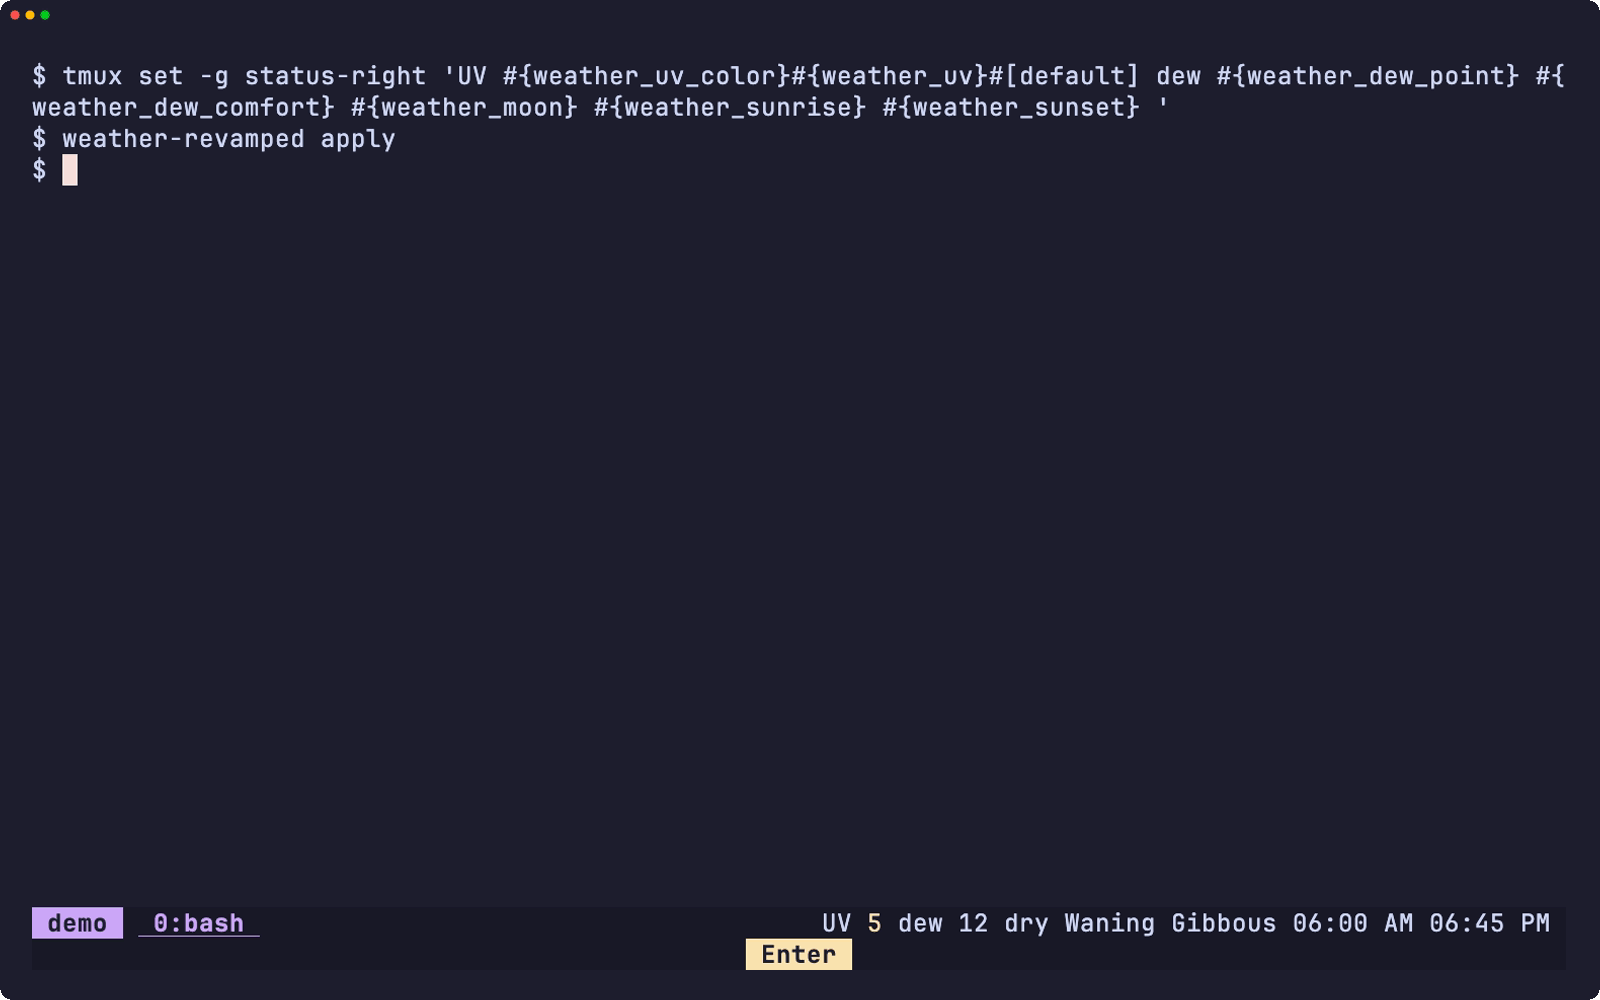 $ tmux set -g status-right 'UV #{weather_uv_color}#{weather_uv}#[default] dew #{weather_dew_point} #{
weather_dew_comfort} #{weather_moon} #{weather_sunrise} #{weather_sunset} '
$ weather-revamped apply
$
demo 0:bash UV 5 dew 12 dry Waning Gibbous 06:00 AM 06:45 PM
Enter